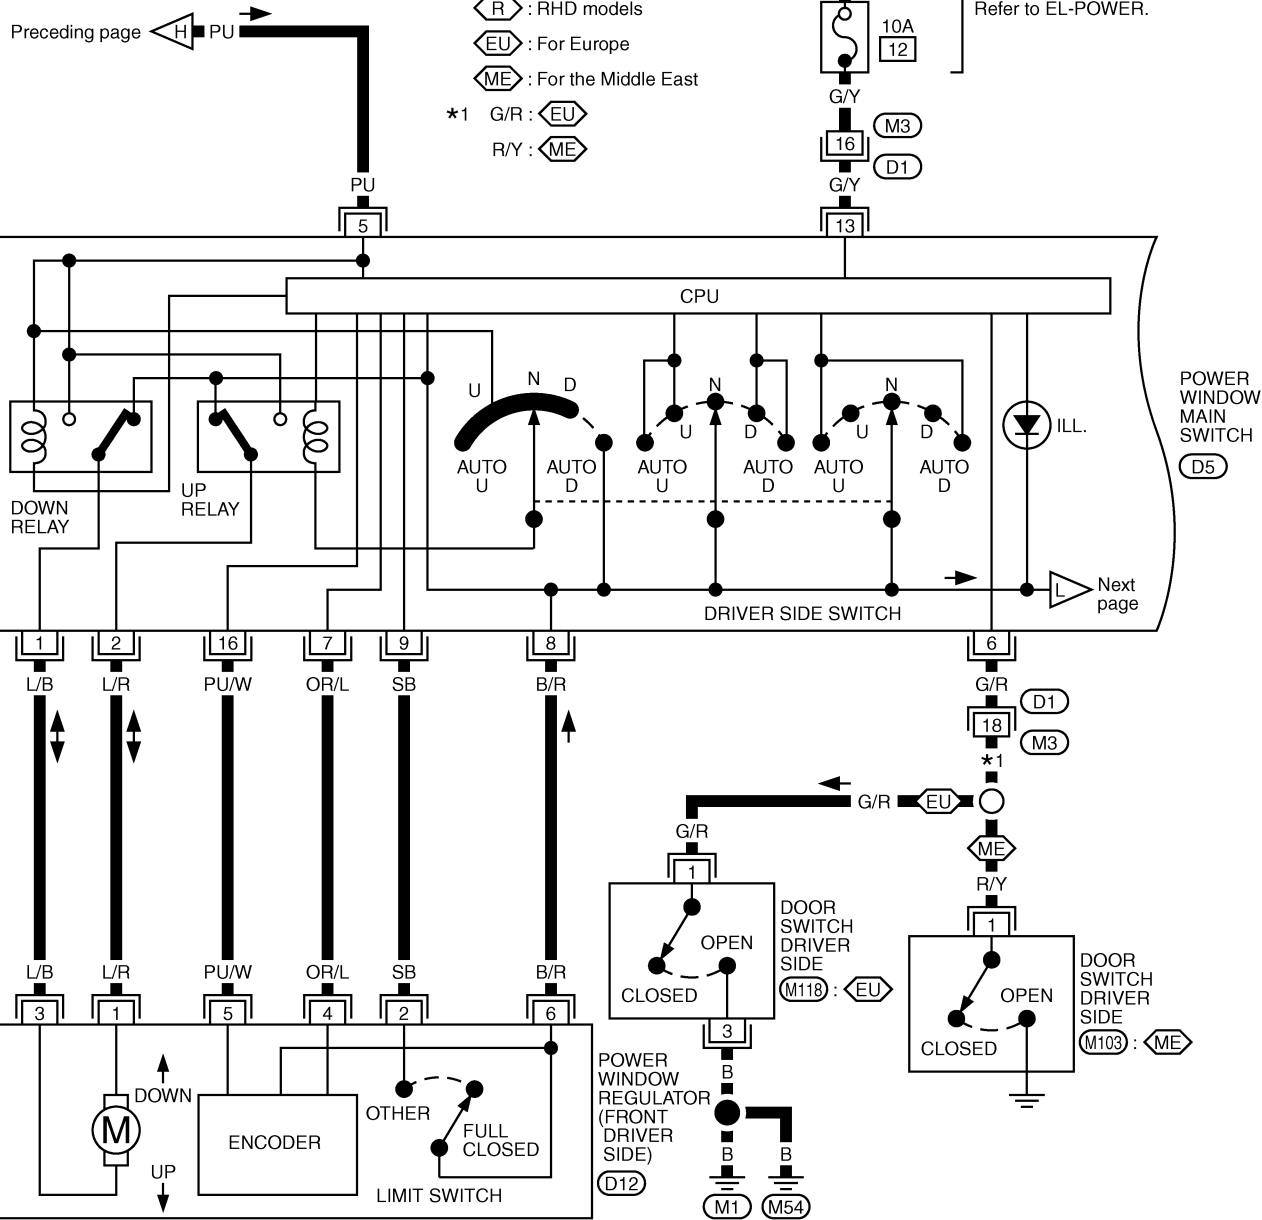 Preceding page H PU
R : RHD models
EU : For Europe
ME : For the Middle East
*1 G/R : EU
R/Y : ME
10A
12
Refer to EL-POWER.
G/Y
M3
16
D1
PU
G/Y
5
13
CPU
U N D
N
U D
N
U D
AUTO U
AUTO D
AUTO U
AUTO D
AUTO U
AUTO D
ILL.
POWER
WINDOW
MAIN
SWITCH
D5
DOWN
RELAY
UP
RELAY
DRIVER SIDE SWITCH
L
Next
page
1 2 16 7 9 8 6
L/B L/R PU/W OR/L SB B/R G/R
D1
18
M3
*1
G/R EU
ME
G/R
R/Y
1
1
DOOR
SWITCH
DRIVER
SIDE
M118 : EU
OPEN
CLOSED
3
DOOR
SWITCH
DRIVER
SIDE
M103 : ME
OPEN
CLOSED
L/B L/R PU/W OR/L SB B/R
3 1 5 4 2 6
DOWN
M
UP
ENCODER
OTHER
FULL
CLOSED
LIMIT SWITCH
POWER
WINDOW
REGULATOR
(FRONT
DRIVER
SIDE)
D12
B
B B
M1 M54